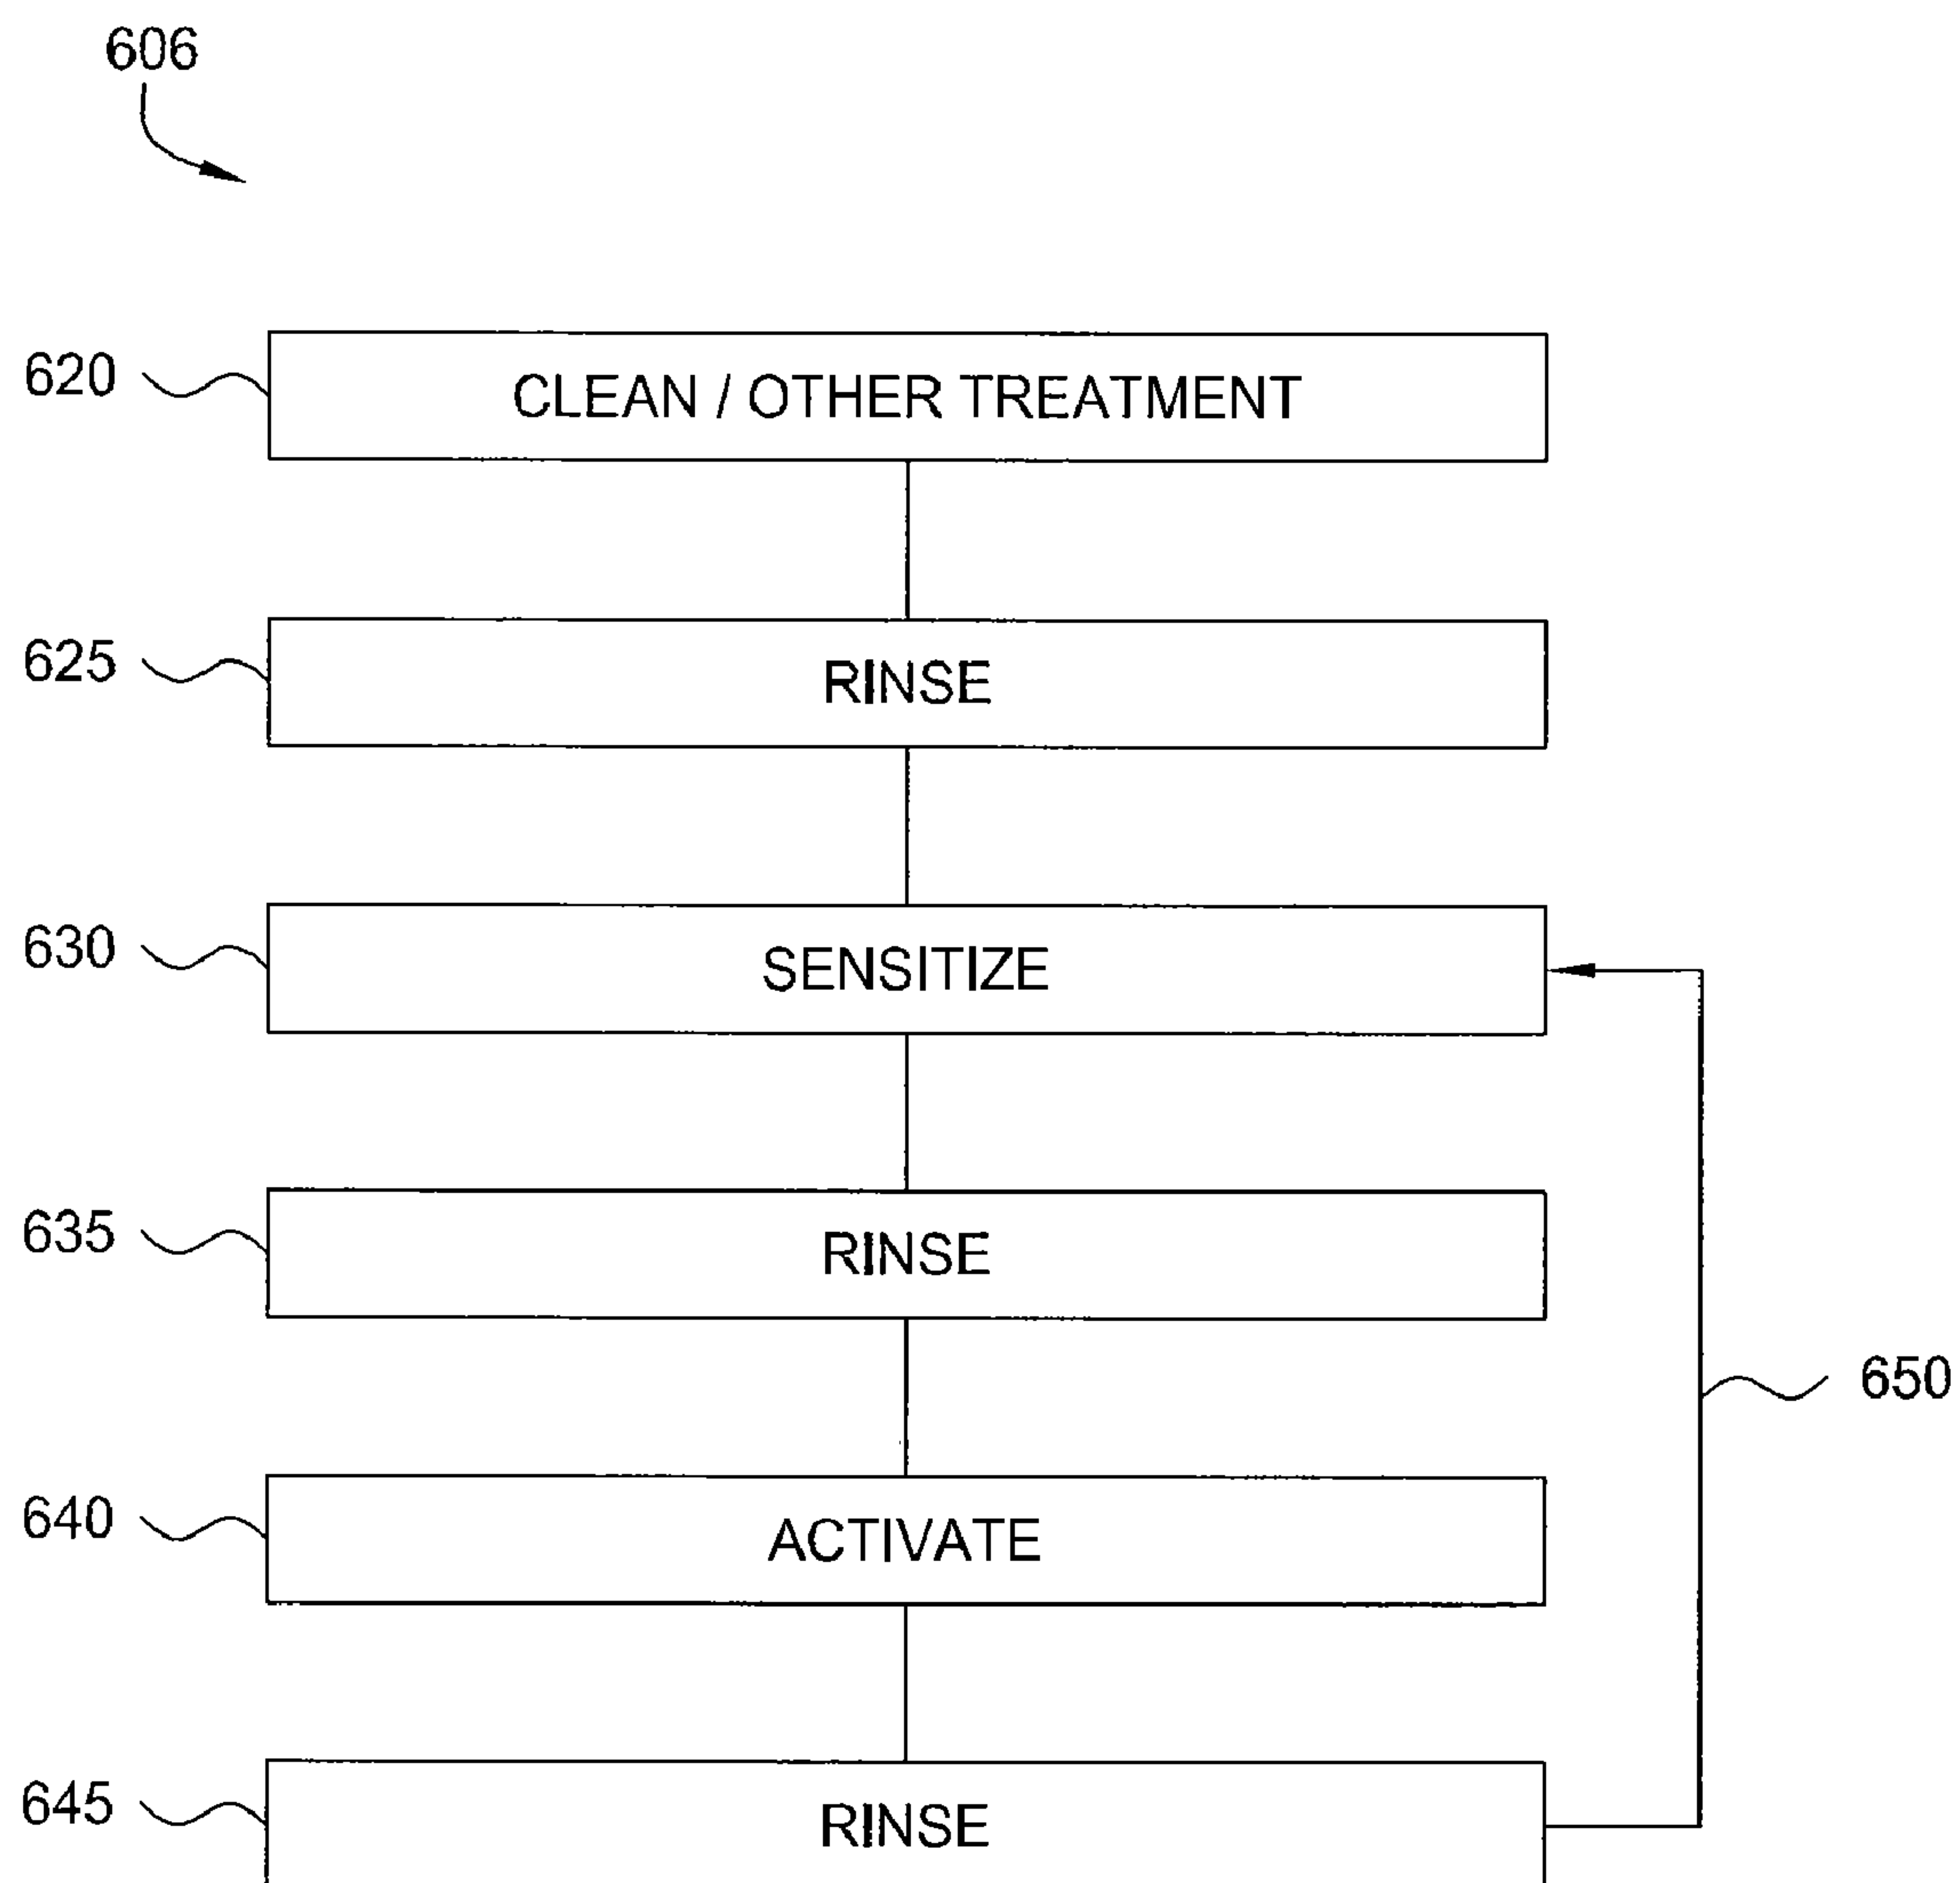 606
620
CLEAN / OTHER TREATMENT
625
RINSE
630
SENSITIZE
635
RINSE
650
640
ACTIVATE
645
RINSE